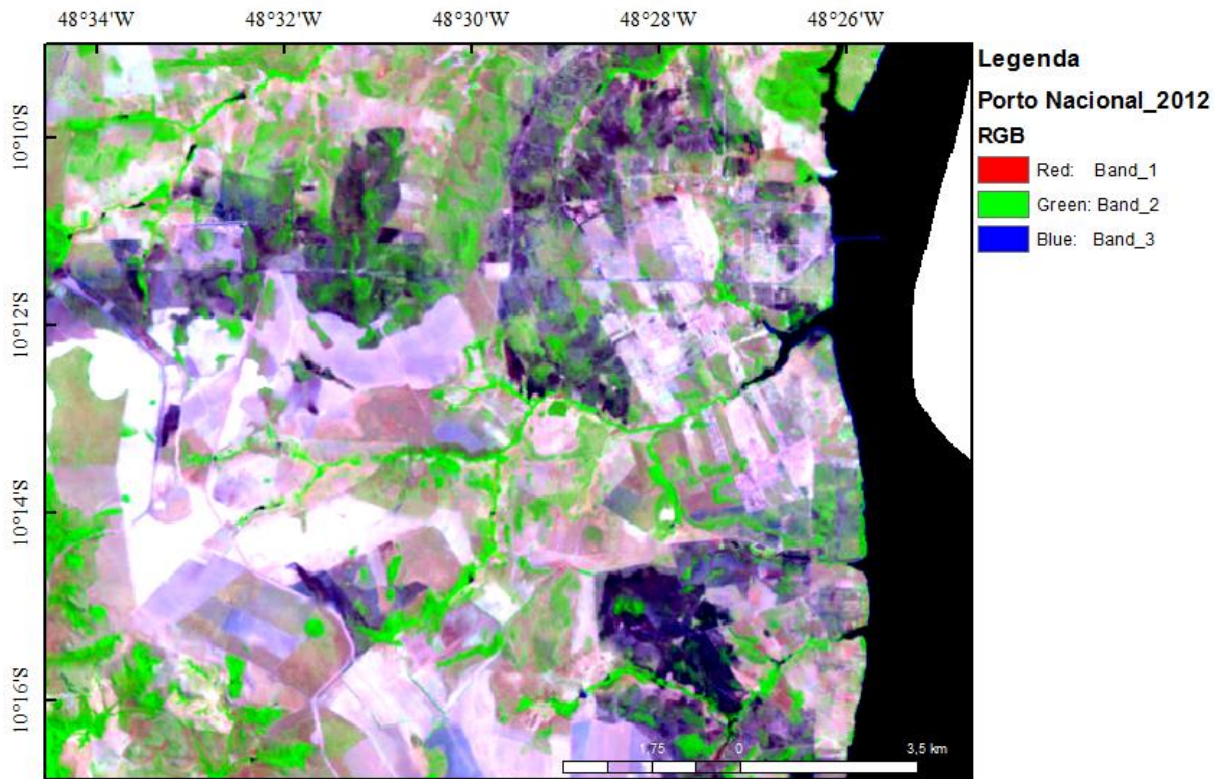 48°34'W 48°32'W 48°30'W 48°28'W 48°26'W
10°10'S
10°12'S
10°14'S
10°16'S
Legenda
Porto Nacional_2012
RGB
Red: Band_1
Green: Band_2
Blue: Band_3
1,75 0 3,5 km